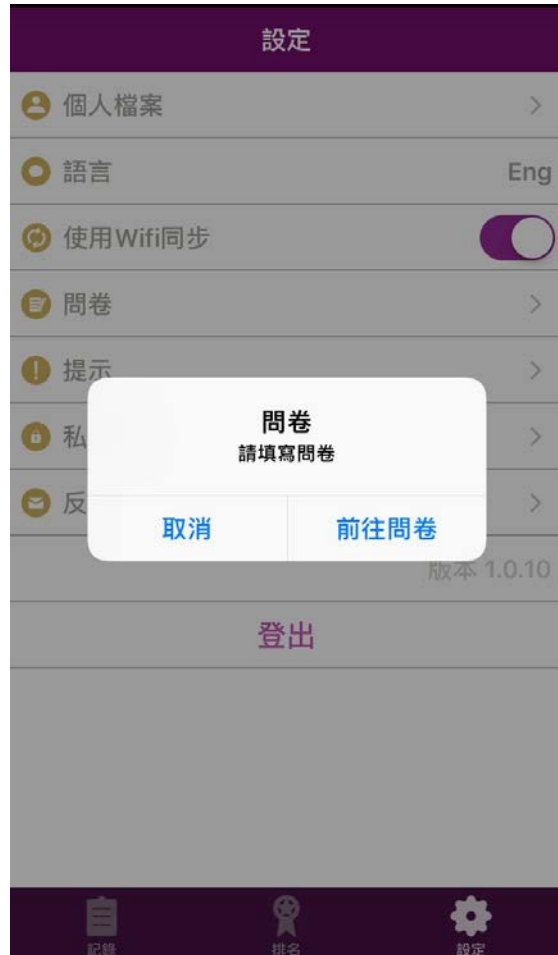 設定
個人檔案
語言 Eng
使用Wifi同步
問卷
提示
私
反
問卷
請填寫問卷
取消 前往問卷
版本 1.0.10
登出
記錄 排名 設定